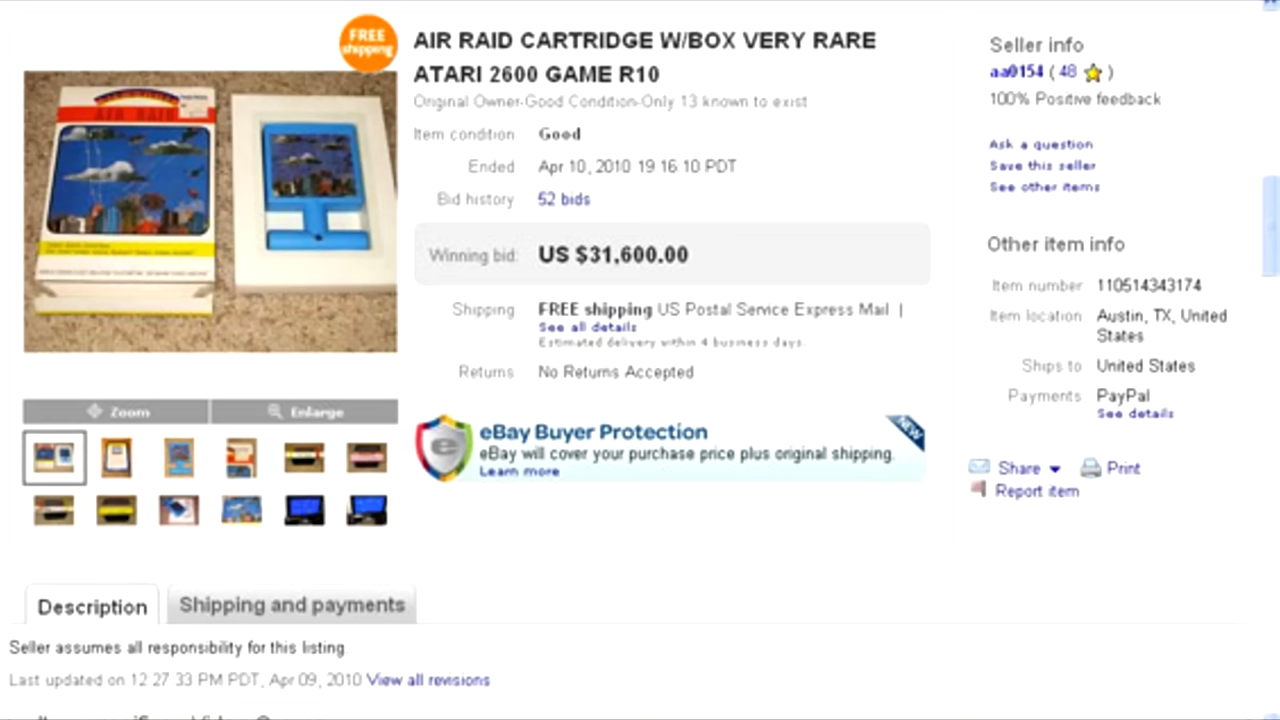 FREE
shipping
AIR RAID CARTRIDGE W/BOX VERY RARE
ATARI 2600 GAME R10
Original Owner-Good Condition-Only 13 known to exist
Item condition Good
Ended Apr 10, 2010 19 16 10 PDT
Bid history 52 bids
Winning bid: US $31,600.00
Shipping FREE shipping US Postal Service Express Mail |
See all details
Estimated delivery within 4 business days.
Returns No Returns Accepted
AIR RAID
Zoom Enlarge
eBay Buyer Protection
NEW
eBay will cover your purchase price plus original shipping.
Learn more
Seller info
aa0154 ( 48 )
100% Positive feedback
Ask a question
Save this seller
See other items
Other item info
Item number 110514343174
Item location Austin, TX, United
States
Ships to United States
Payments PayPal
See details
Share Print
Report item
Description Shipping and payments
Seller assumes all responsibility for this listing
Last updated on 12 27 33 PM PDT, Apr 09, 2010 View all revisions